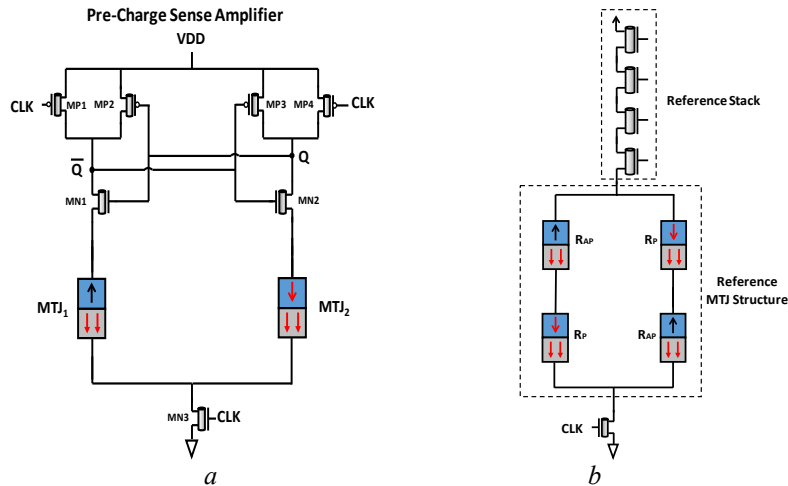 Pre-Charge Sense Amplifier
VDD
CLK
MP1
MP2
MP3
MP4
CLK
Q
Q
MN1
MN2
MTJ1
MTJ2
MN3
CLK
a
Reference Stack
RAP
RP
Reference
MTJ Structure
RP
RAP
CLK
b